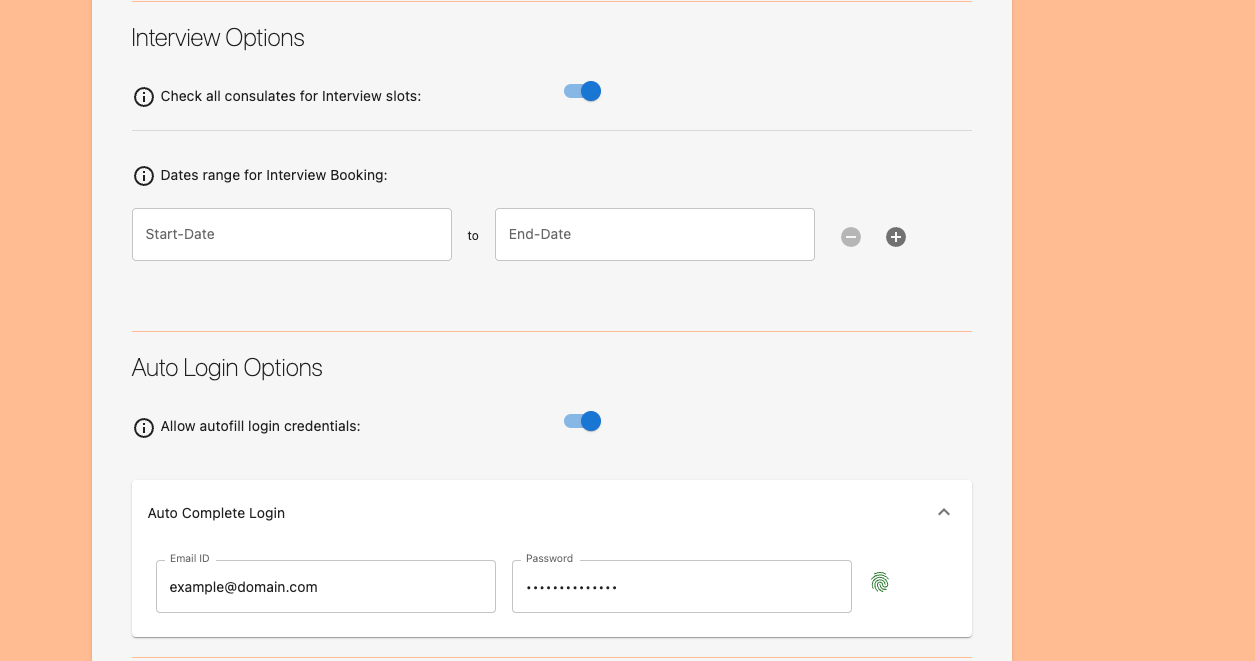 Interview Options
Check all consulates for Interview slots:
Dates range for Interview Booking:
Start-Date to End-Date
Auto Login Options
Allow autofill login credentials:
Auto Complete Login
Email ID Password
example@domain.com ••••••••••••••